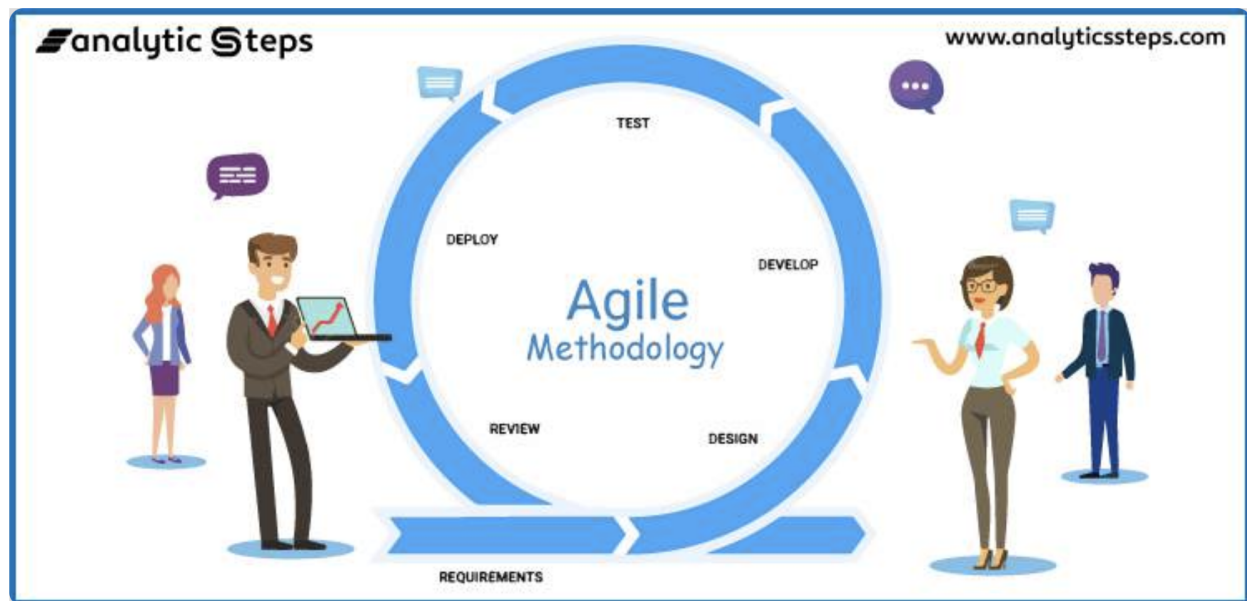 analytic Steps
www.analyticssteps.com
TEST
DEPLOY
DEVELOP
Agile
Methodology
REVIEW
DESIGN
REQUIREMENTS